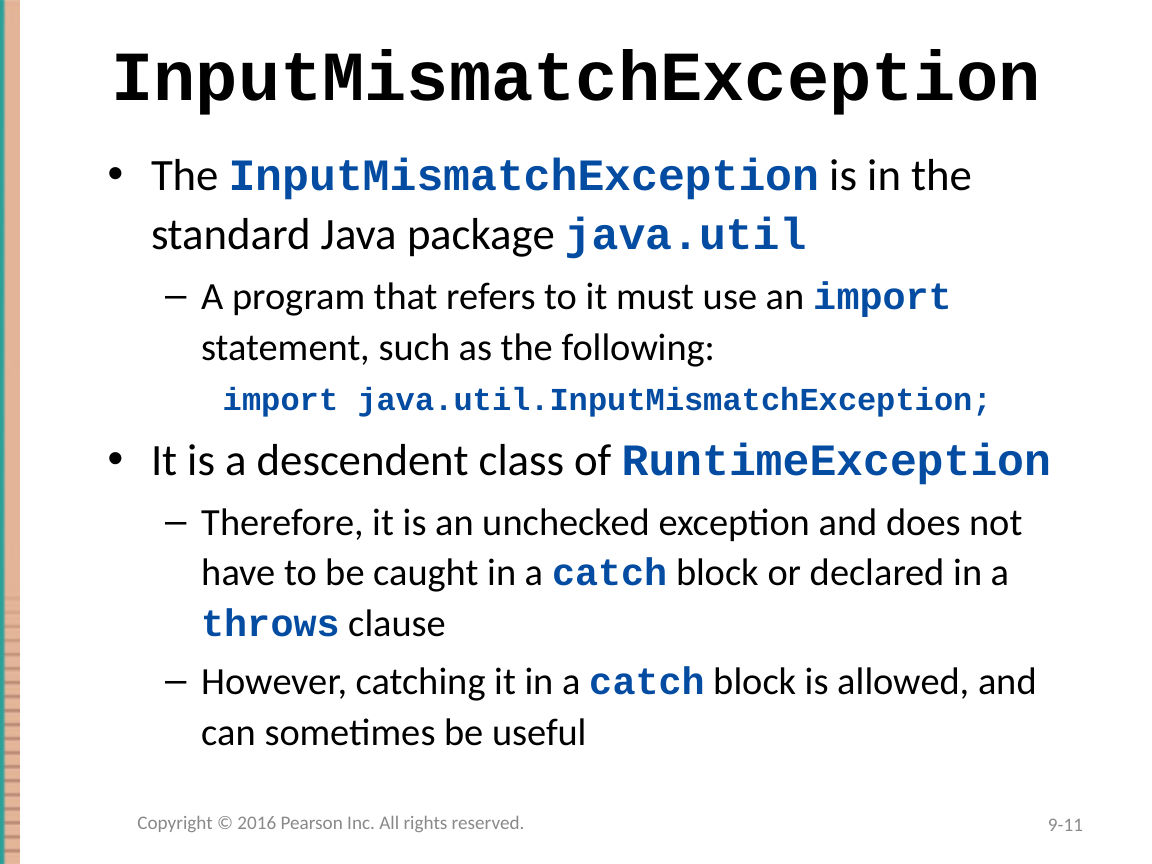 InputMismatchException
• The InputMismatchException is in the
standard Java package java.util
– A program that refers to it must use an import
statement, such as the following:
import java.util.InputMismatchException;
• It is a descendent class of RuntimeException
– Therefore, it is an unchecked exception and does not
have to be caught in a catch block or declared in a
throws clause
– However, catching it in a catch block is allowed, and
can sometimes be useful
Copyright © 2016 Pearson Inc. All rights reserved.
9-11